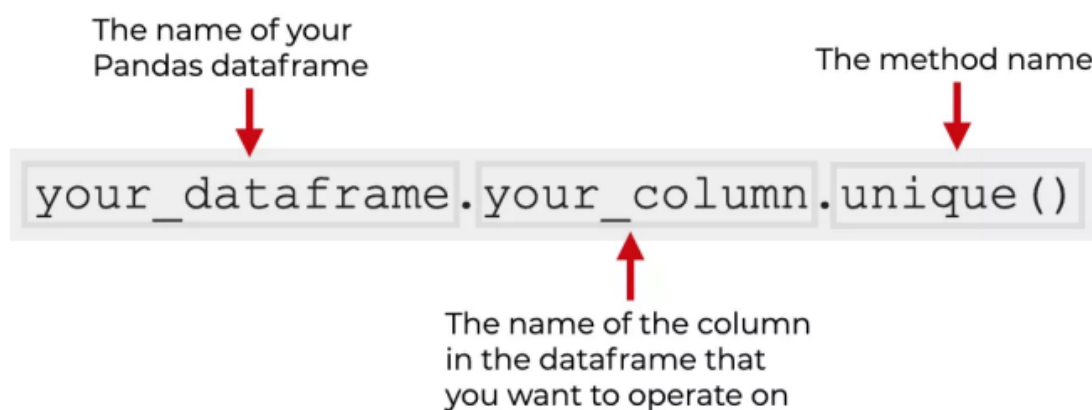 The name of your
Pandas dataframe
The method name
your_dataframe.your_column.unique()
The name of the column
in the dataframe that
you want to operate on